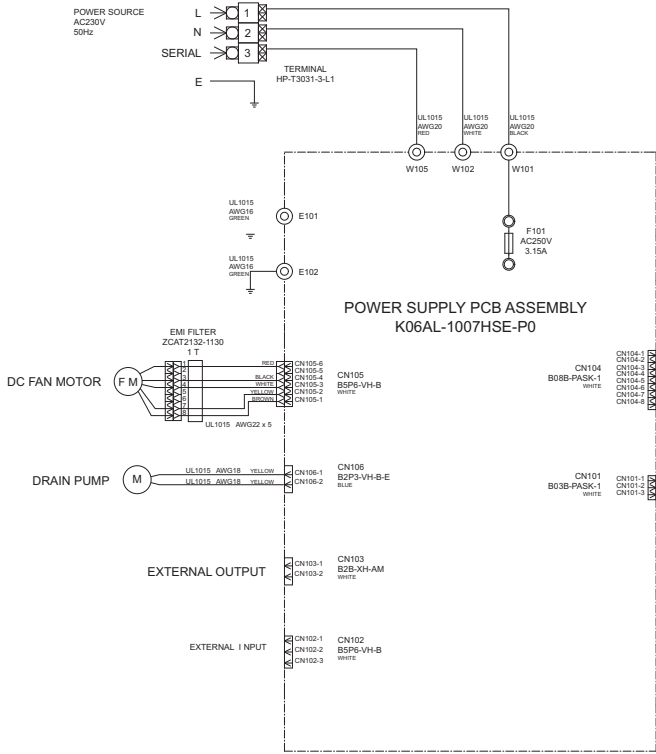 POWER SOURCE
AC230V
50Hz
L
N
SERIAL
E
1
2
3
TERMINAL
HP-T3031-3-L1
UL1015
AWG20
RED
UL1015
AWG20
WHITE
UL1015
AWG20
BLACK
W105
W102
W101
UL1015
AWG16
GREEN
E101
UL1015
AWG16
GREEN
E102
F101
AC250V
3.15A
POWER SUPPLY PCB ASSEMBLY
K06AL-1007HSE-P0
EMI FILTER
ZCAT2132-1130
1 T
DC FAN MOTOR
F M
1
2
3
4
5
6
7
8
RED
BLACK
WHITE
YELLOW
BROWN
UL1015 AWG22 x 5
CN105-6
CN105-5
CN105-4
CN105-3
CN105-2
CN105-1
CN105
B5P6-VH-B
WHITE
CN104
B08B-PASK-1
WHITE
CN104-1
CN104-2
CN104-3
CN104-4
CN104-5
CN104-6
CN104-7
CN104-8
DRAIN PUMP
M
UL1015 AWG18 YELLOW
UL1015 AWG18 YELLOW
CN106-1
CN106-2
CN106
B2P3-VH-B-E
BLUE
CN101
B03B-PASK-1
WHITE
CN101-1
CN101-2
CN101-3
EXTERNAL OUTPUT
CN103-1
CN103-2
CN103
B2B-XH-AM
WHITE
EXTERNAL I NPUT
CN102-1
CN102-2
CN102-3
CN102
B5P6-VH-B
WHITE